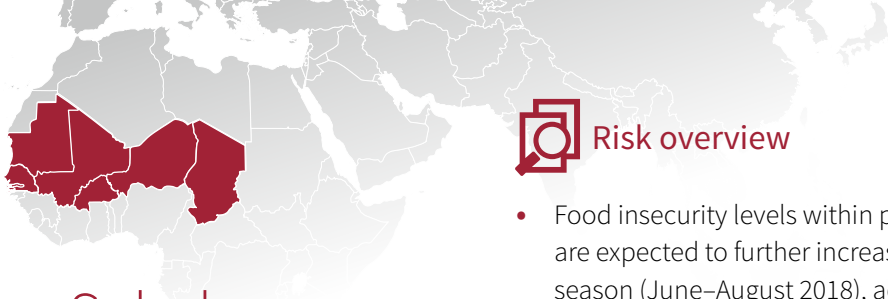 Risk overview
• Food insecurity levels within
are expected to further increas
season (June–August 2018),